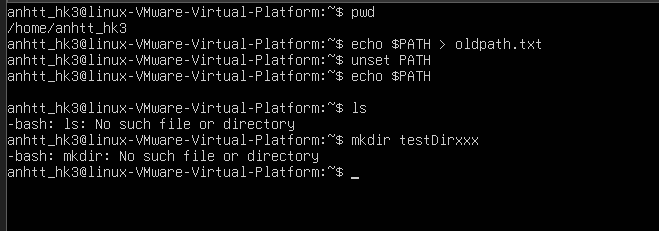 anhtt_hk3@linux-VMware-Virtual-Platform:~$ pwd
/home/anhtt_hk3
anhtt_hk3@linux-VMware-Virtual-Platform:~$ echo $PATH > oldpath.txt
anhtt_hk3@linux-VMware-Virtual-Platform:~$ unset PATH
anhtt_hk3@linux-VMware-Virtual-Platform:~$ echo $PATH

anhtt_hk3@linux-VMware-Virtual-Platform:~$ ls
-bash: ls: No such file or directory
anhtt_hk3@linux-VMware-Virtual-Platform:~$ mkdir testDirxxx
-bash: mkdir: No such file or directory
anhtt_hk3@linux-VMware-Virtual-Platform:~$ _